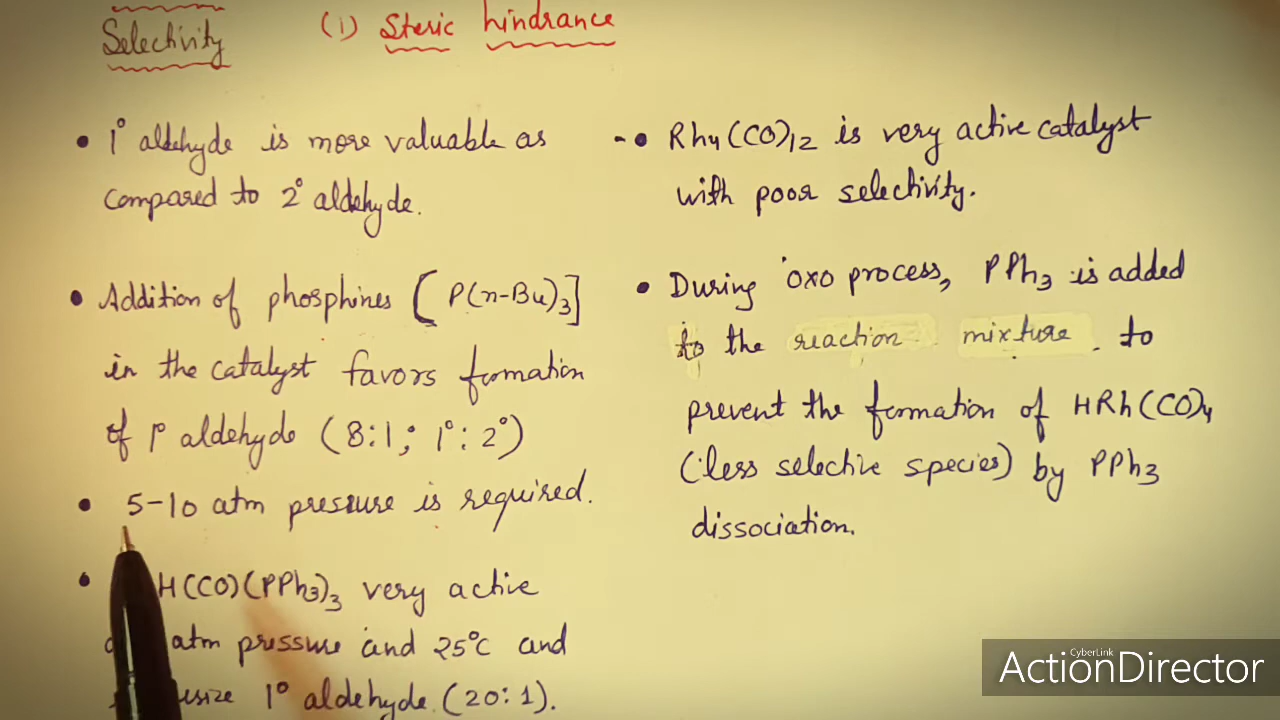 Selectivity (1) Steric hindrance
• 1° aldehyde is more valuable as
compared to 2° aldehyde.
• Addition of phosphines [P(n-Bu)3]
in the catalyst favors formation
of 1° aldehyde (8:1; 1°:2°)
• 5-10 atm pressure is required.
• H(CO)(PPh3)3 very active
atm pressure and 25°C and
1° aldehyde (20:1).
-• Rh4(CO)12 is very active catalyst
with poor selectivity.
• During oxo process, PPh3 is added
to the reaction mixture to
prevent the formation of HRh(CO)4
(less selective species) by PPh3
dissociation.
CyberLink
ActionDirector